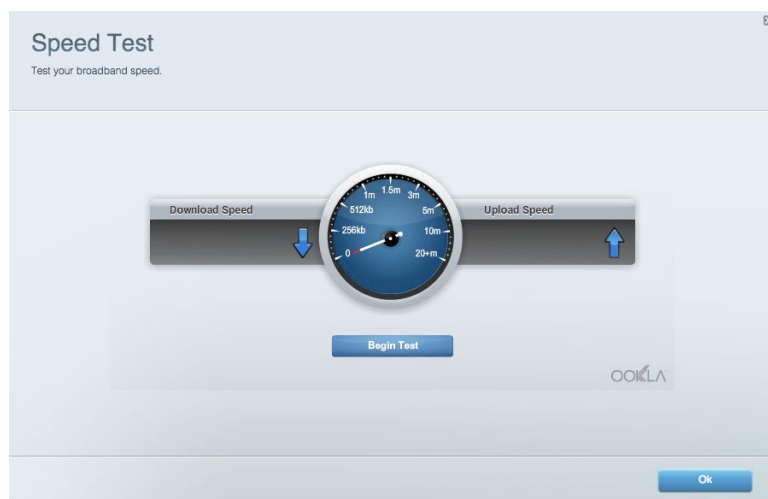 Speed Test
Test your broadband speed.
Download Speed
Upload Speed
0
256kb
512kb
1m
1.5m
3m
5m
10m
20+m
Begin Test
OOKLA
Ok